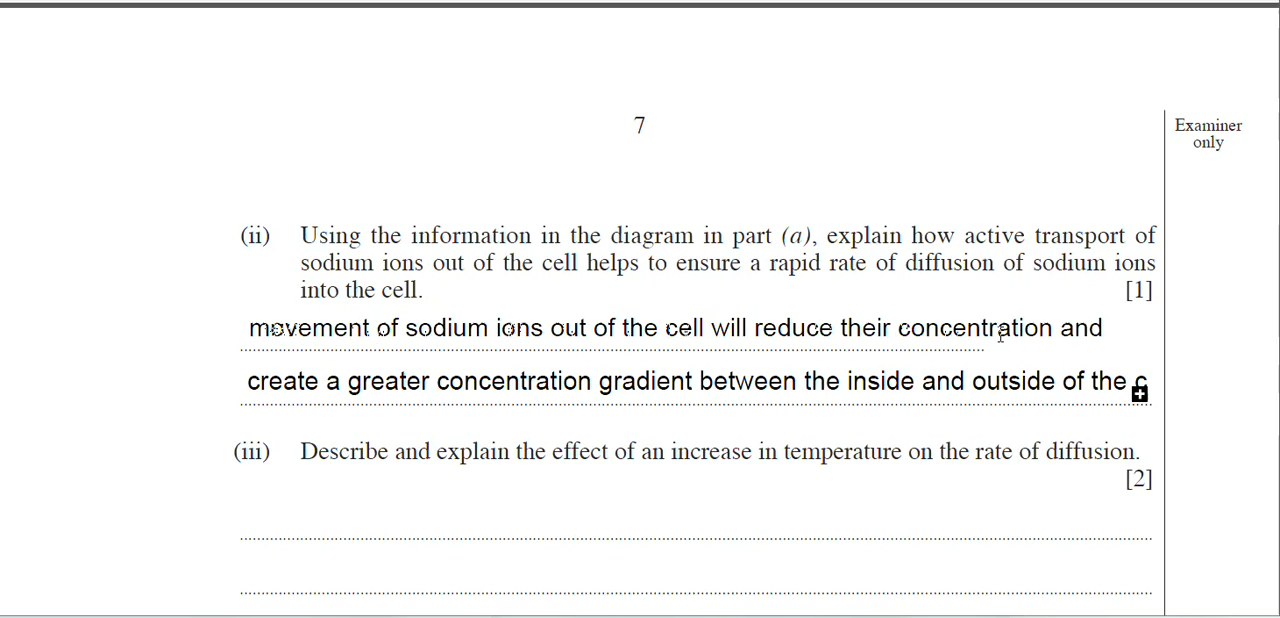 7
Examiner
only
(ii) Using the information in the diagram in part (a), explain how active transport of
sodium ions out of the cell helps to ensure a rapid rate of diffusion of sodium ions
into the cell. [1]
movement of sodium ions out of the cell will reduce their concentration and
create a greater concentration gradient between the inside and outside of the
(iii) Describe and explain the effect of an increase in temperature on the rate of diffusion.
[2]